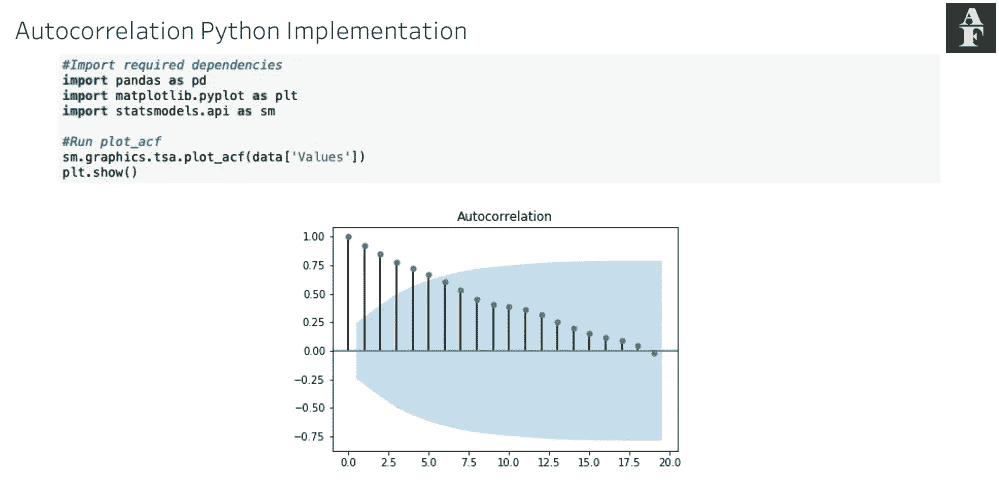 Autocorrelation Python Implementation
A
F
#Import required dependencies
import pandas as pd
import matplotlib.pyplot as plt
import statsmodels.api as sm
#Run plot_acf
sm.graphics.tsa.plot_acf(data['Values'])
plt.show()
Autocorrelation
1.00
0.75
0.50
0.25
0.00
−0.25
−0.50
−0.75
0.0 2.5 5.0 7.5 10.0 12.5 15.0 17.5 20.0